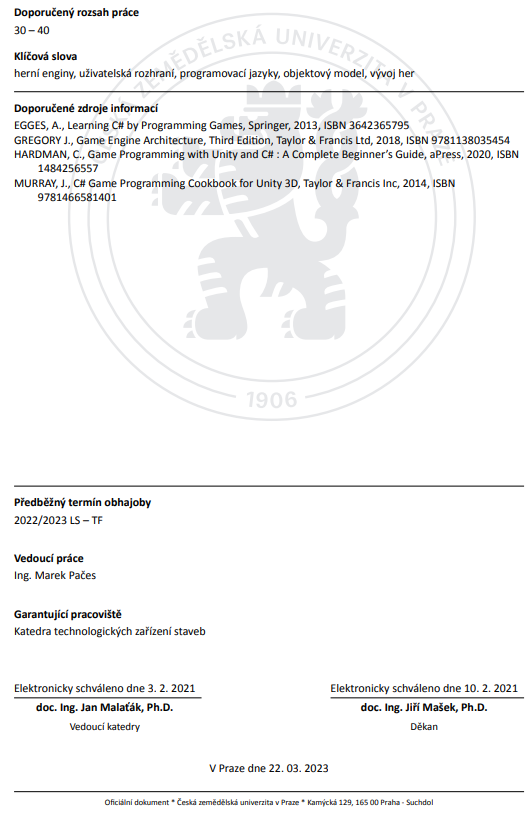 Doporučený rozsah práce
30 – 40
Klíčová slova
herní enginy, uživatelská rozhraní, programovací jazyky, objektový model, vývoj her
Doporučené zdroje informací
EGGES, A., Learning C# by Programming Games, Springer, 2013, ISBN 3642365795
GREGORY J., Game Engine Architecture, Third Edition, Taylor & Francis Ltd, 2018, ISBN 9781138035454
HARDMAN, C., Game Programming with Unity and C# : A Complete Beginner’s Guide, aPress, 2020, ISBN
1484256557
MURRAY, J., C# Game Programming Cookbook for Unity 3D, Taylor & Francis Inc, 2014, ISBN
9781466581401
1906
Předběžný termín obhajoby
2022/2023 LS – TF
Vedoucí práce
Ing. Marek Pačes
Garantující pracoviště
Katedra technologických zařízení staveb
Elektronicky schváleno dne 3. 2. 2021
doc. Ing. Jan Malaťák, Ph.D.
Vedoucí katedry
Elektronicky schváleno dne 10. 2. 2021
doc. Ing. Jiří Mašek, Ph.D.
Děkan
V Praze dne 22. 03. 2023
Oficiální dokument * Česká zemědělská univerzita v Praze * Kamýcká 129, 165 00 Praha - Suchdol